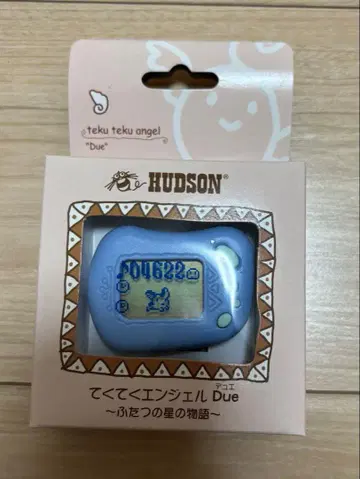 teku teku angel
"Due"
HUDSON®
04622
デュエ
てくてくエンジェル Due
～ふたつの星の物語～